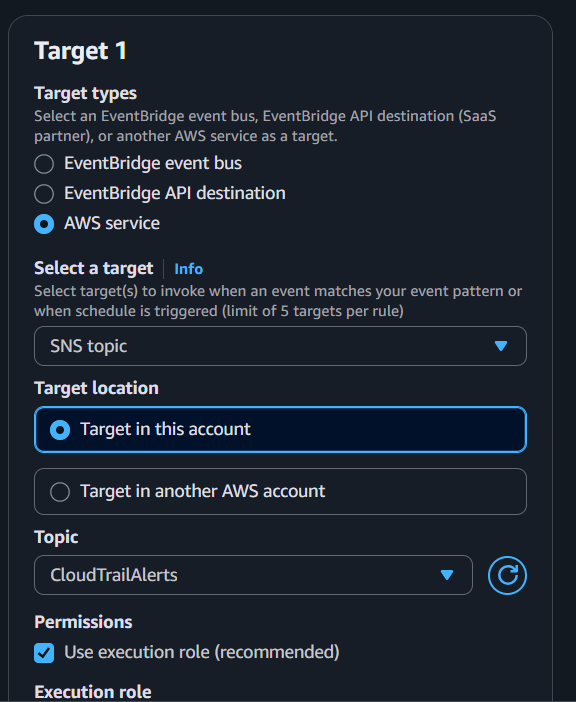 Target 1
Target types
Select an EventBridge event bus, EventBridge API destination (SaaS
partner), or another AWS service as a target.
EventBridge event bus
EventBridge API destination
AWS service
Select a target Info
Select target(s) to invoke when an event matches your event pattern or
when schedule is triggered (limit of 5 targets per rule)
SNS topic
Target location
Target in this account
Target in another AWS account
Topic
CloudTrailAlerts
Permissions
Use execution role (recommended)
Execution role